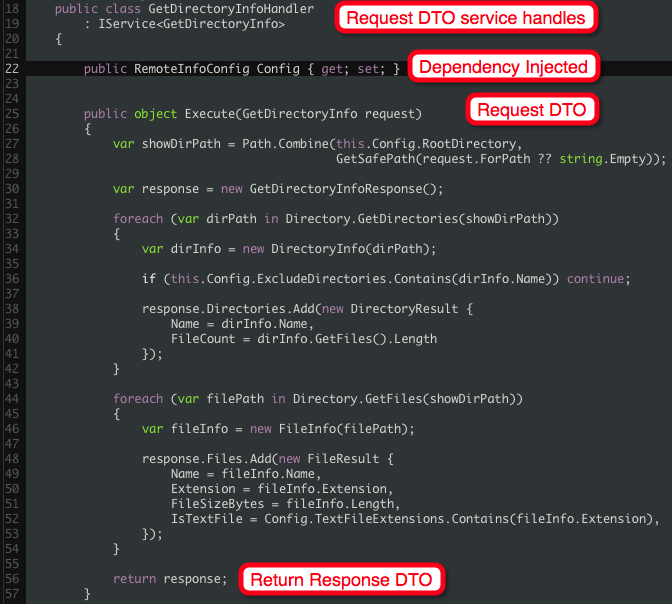 18 public class GetDirectoryInfoHandler Request DTO service handles
19 : IService<GetDirectoryInfo>
20 {
21
22 public RemoteInfoConfig Config { get; set; } Dependency Injected
23
24
25 public object Execute(GetDirectoryInfo request) Request DTO
26 {
27 var showDirPath = Path.Combine(this.Config.RootDirectory,
28 GetSafePath(request.ForPath ?? string.Empty));
29
30 var response = new GetDirectoryInfoResponse();
31
32 foreach (var dirPath in Directory.GetDirectories(showDirPath))
33 {
34 var dirInfo = new DirectoryInfo(dirPath);
35
36 if (this.Config.ExcludeDirectories.Contains(dirInfo.Name)) continue;
37
38 response.Directories.Add(new DirectoryResult {
39 Name = dirInfo.Name,
40 FileCount = dirInfo.GetFiles().Length
41 });
42 }
43
44 foreach (var filePath in Directory.GetFiles(showDirPath))
45 {
46 var fileInfo = new FileInfo(filePath);
47
48 response.Files.Add(new FileResult {
49 Name = fileInfo.Name,
50 Extension = fileInfo.Extension,
51 FileSizeBytes = fileInfo.Length,
52 IsTextFile = Config.TextFileExtensions.Contains(fileInfo.Extension),
53 });
54 }
55
56 return response; Return Response DTO
57 }